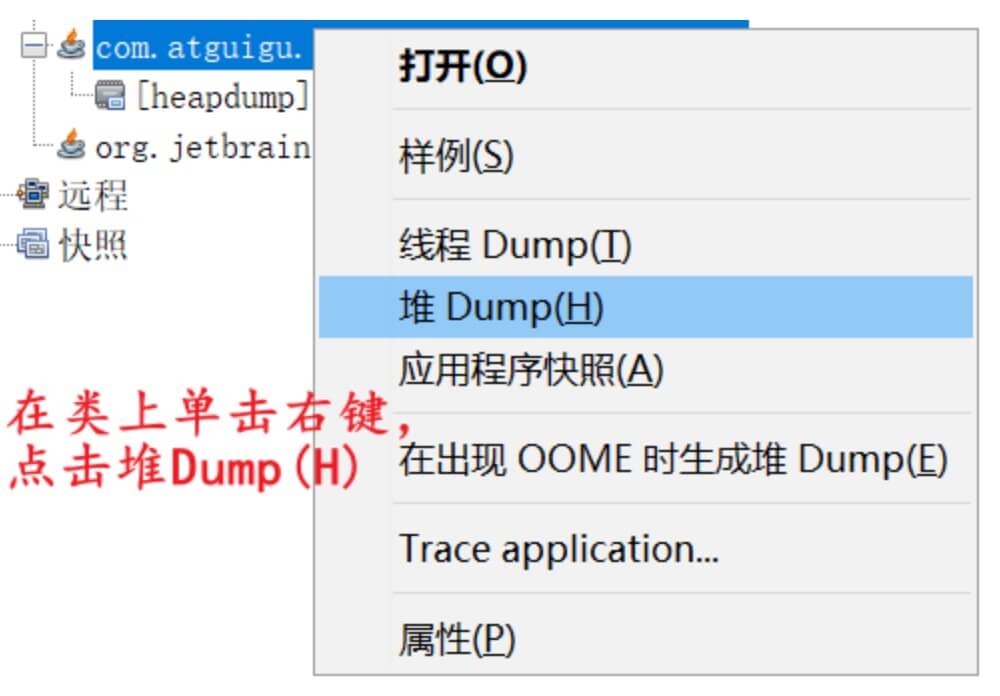 com.atguigu.
[heapdump]
org.jetbrain
远程
快照
打开(O)
样例(S)
线程 Dump(T)
堆 Dump(H)
应用程序快照(A)
在出现 OOME 时生成堆 Dump(E)
Trace application...
属性(P)
在类上单击右键，
点击堆Dump(H)